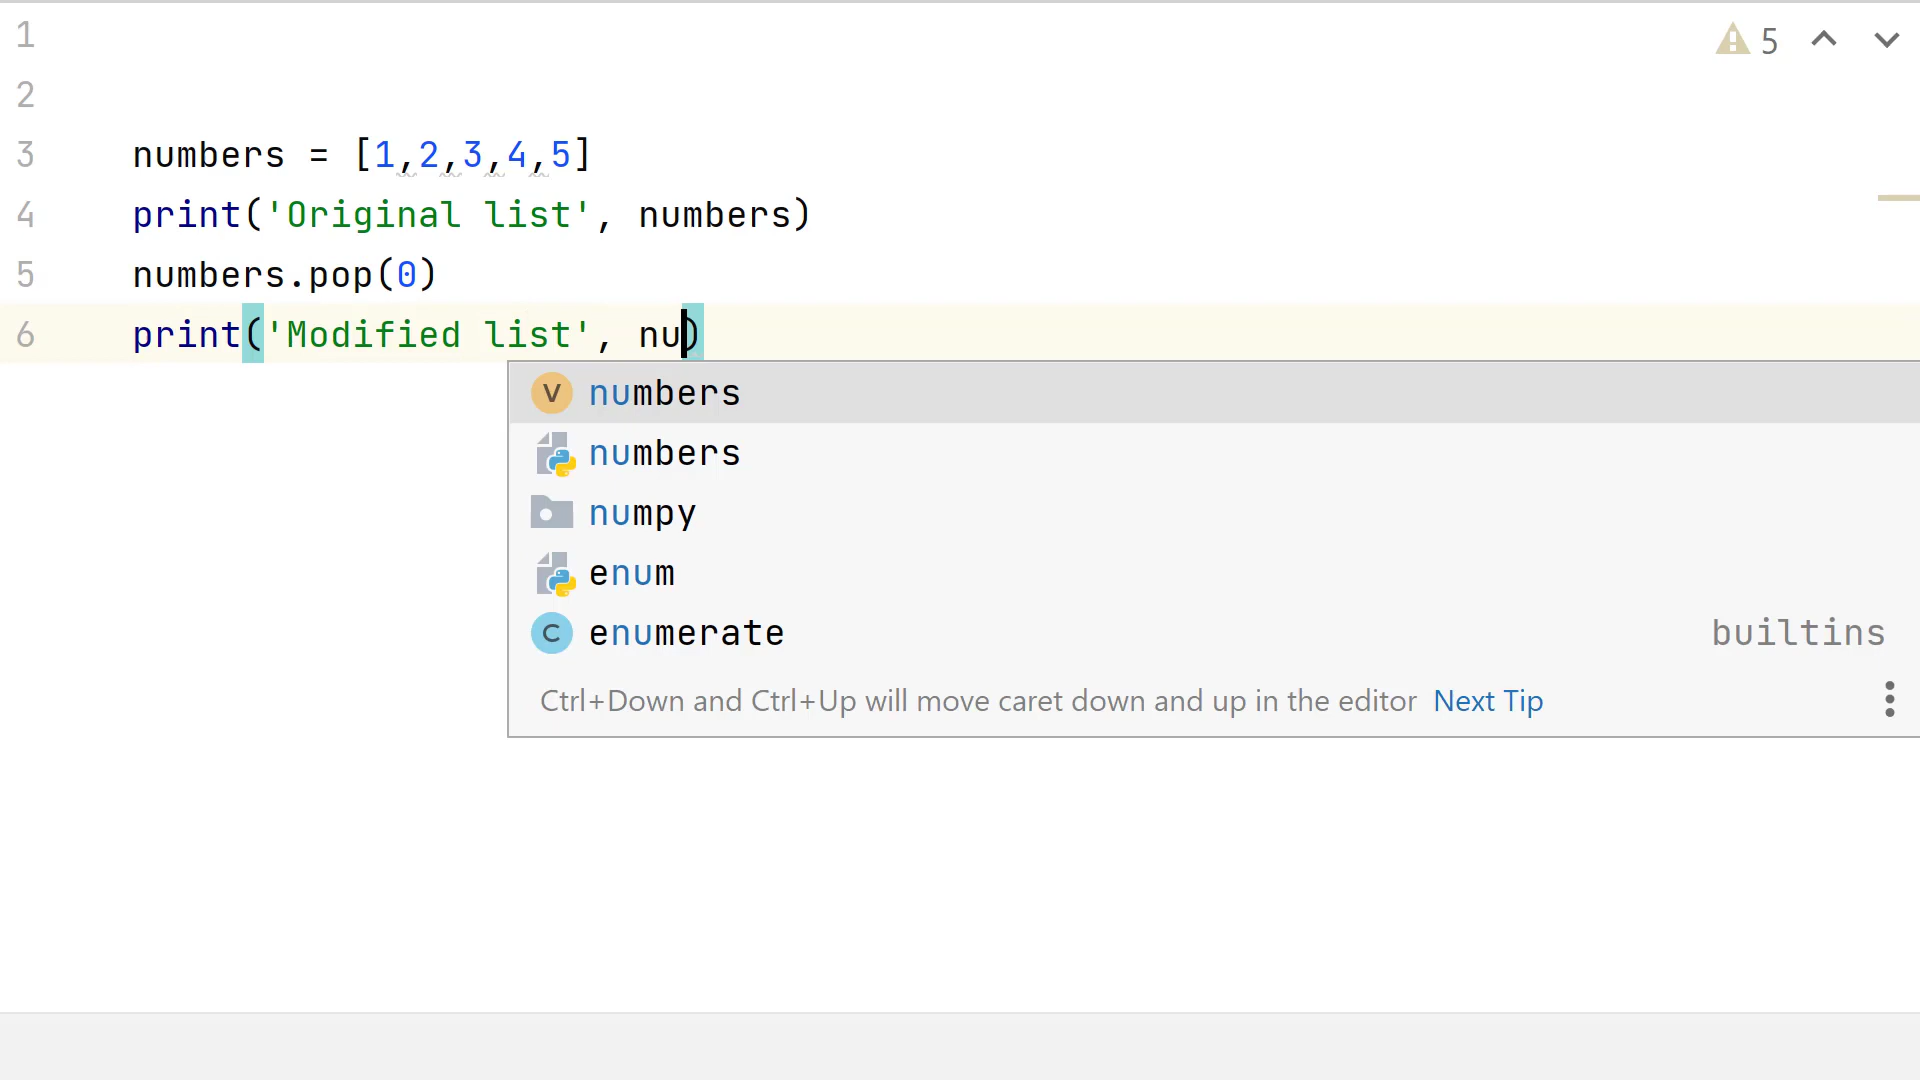 1
5
2
3 numbers = [1,2,3,4,5]
4 print('Original list', numbers)
5 numbers.pop(0)
6 print('Modified list', nu)
V numbers
numbers
numpy
enum
C enumerate builtins
Ctrl+Down and Ctrl+Up will move caret down and up in the editor Next Tip